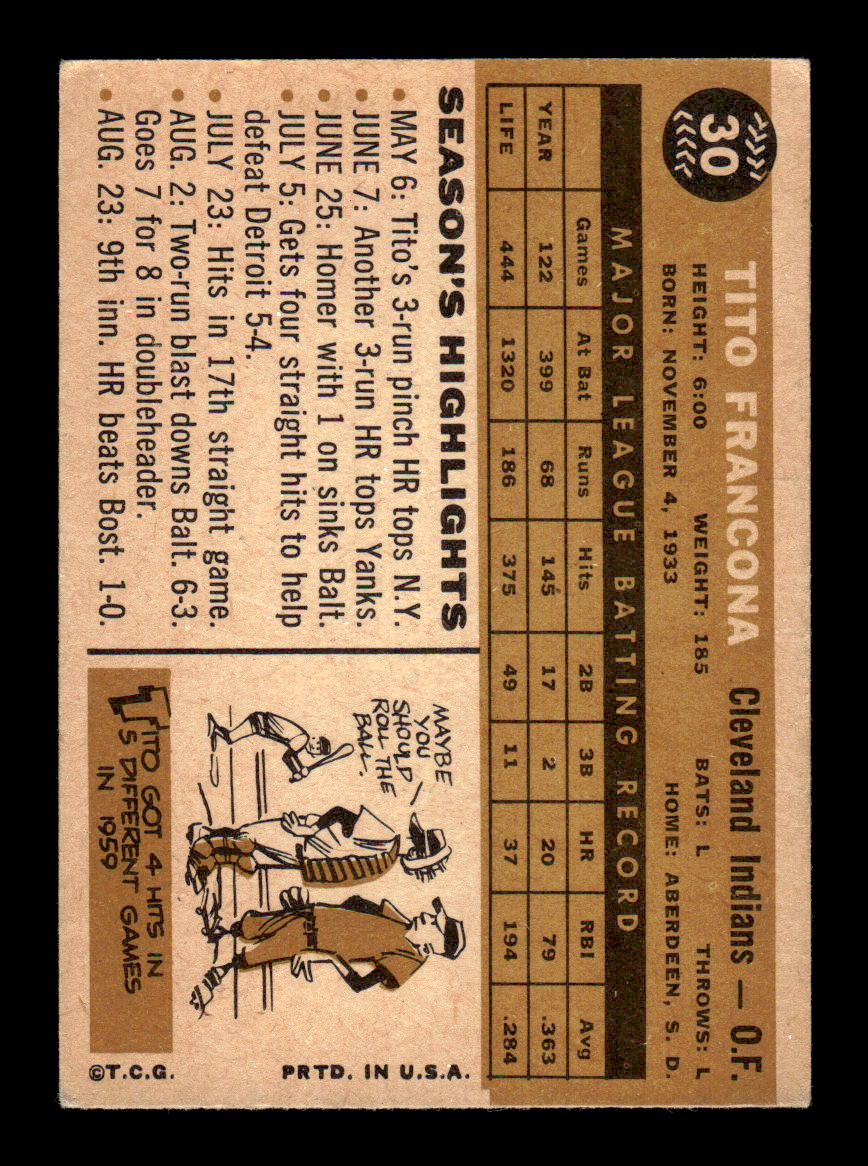 30
TITO FRANCONA Cleveland Indians — O.F.
HEIGHT: 6:00 WEIGHT: 185 BATS: L THROWS: L
BORN: NOVEMBER 4, 1933 HOME: ABERDEEN, S. D.
MAJOR LEAGUE BATTING RECORD
Games At Bat Runs Hits 2B 3B HR RBI Avg
YEAR 122 399 68 145 17 2 20 79 .363
LIFE 444 1320 186 375 49 11 37 194 .284
SEASON'S HIGHLIGHTS
• MAY 6: Tito's 3-run pinch HR tops N.Y.
• JUNE 7: Another 3-run HR tops Yanks.
• JUNE 25: Homer with 1 on sinks Balt.
• JULY 5: Gets four straight hits to help
defeat Detroit 5-4.
• JULY 23: Hits in 17th straight game.
• AUG. 2: Two-run blast downs Balt. 6-3.
Goes 7 for 8 in doubleheader.
• AUG. 23: 9th inn. HR beats Bost. 1-0.
MAYBE
YOU
SHOULD
ROLL THE
BALL.
TITO GOT 4 HITS IN
5 DIFFERENT GAMES
IN 1959
©T.C.G. PRTD. IN U.S.A.